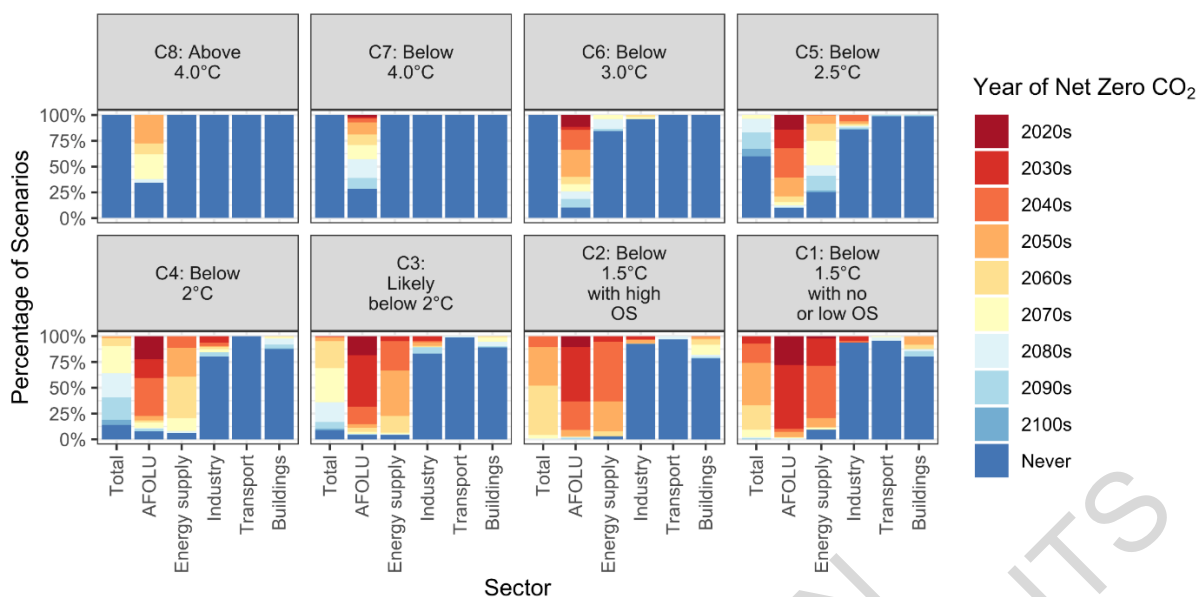 C8: Above
4.0°C
C7: Below
4.0°C
C6: Below
3.0°C
C5: Below
2.5°C
100%
75%
50%
25%
0%
C4: Below
2°C
C3:
Likely
below 2°C
C2: Below
1.5°C
with high
OS
C1: Below
1.5°C
with no
or low OS
100%
75%
50%
25%
0%
Percentage of Scenarios
Total
AFOLU
Energy supply
Industry
Transport
Buildings
Total
AFOLU
Energy supply
Industry
Transport
Buildings
Total
AFOLU
Energy supply
Industry
Transport
Buildings
Total
AFOLU
Energy supply
Industry
Transport
Buildings
Sector
Year of Net Zero CO₂
2020s
2030s
2040s
2050s
2060s
2070s
2080s
2090s
2100s
Never